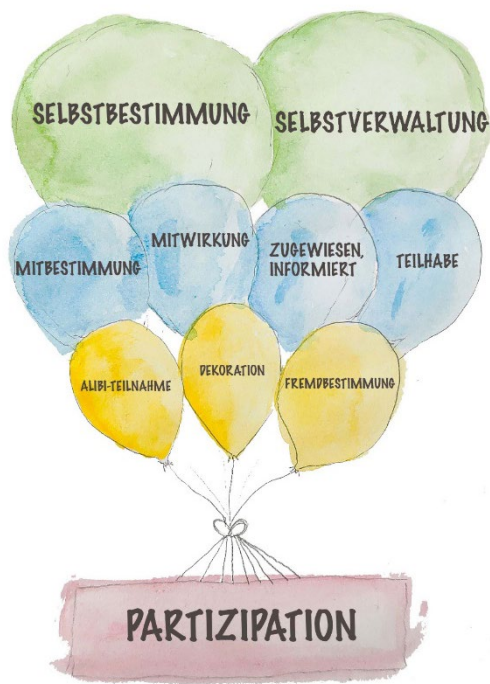 SELBSTBESTIMMUNG
SELBSTVERWALTUNG
MITBESTIMMUNG
MITWIRKUNG
ZUGEWIESEN,
INFORMIERT
TEILHABE
ALIBI-TEILNAHME
DEKORATION
FREMDBESTIMMUNG
PARTIZIPATION